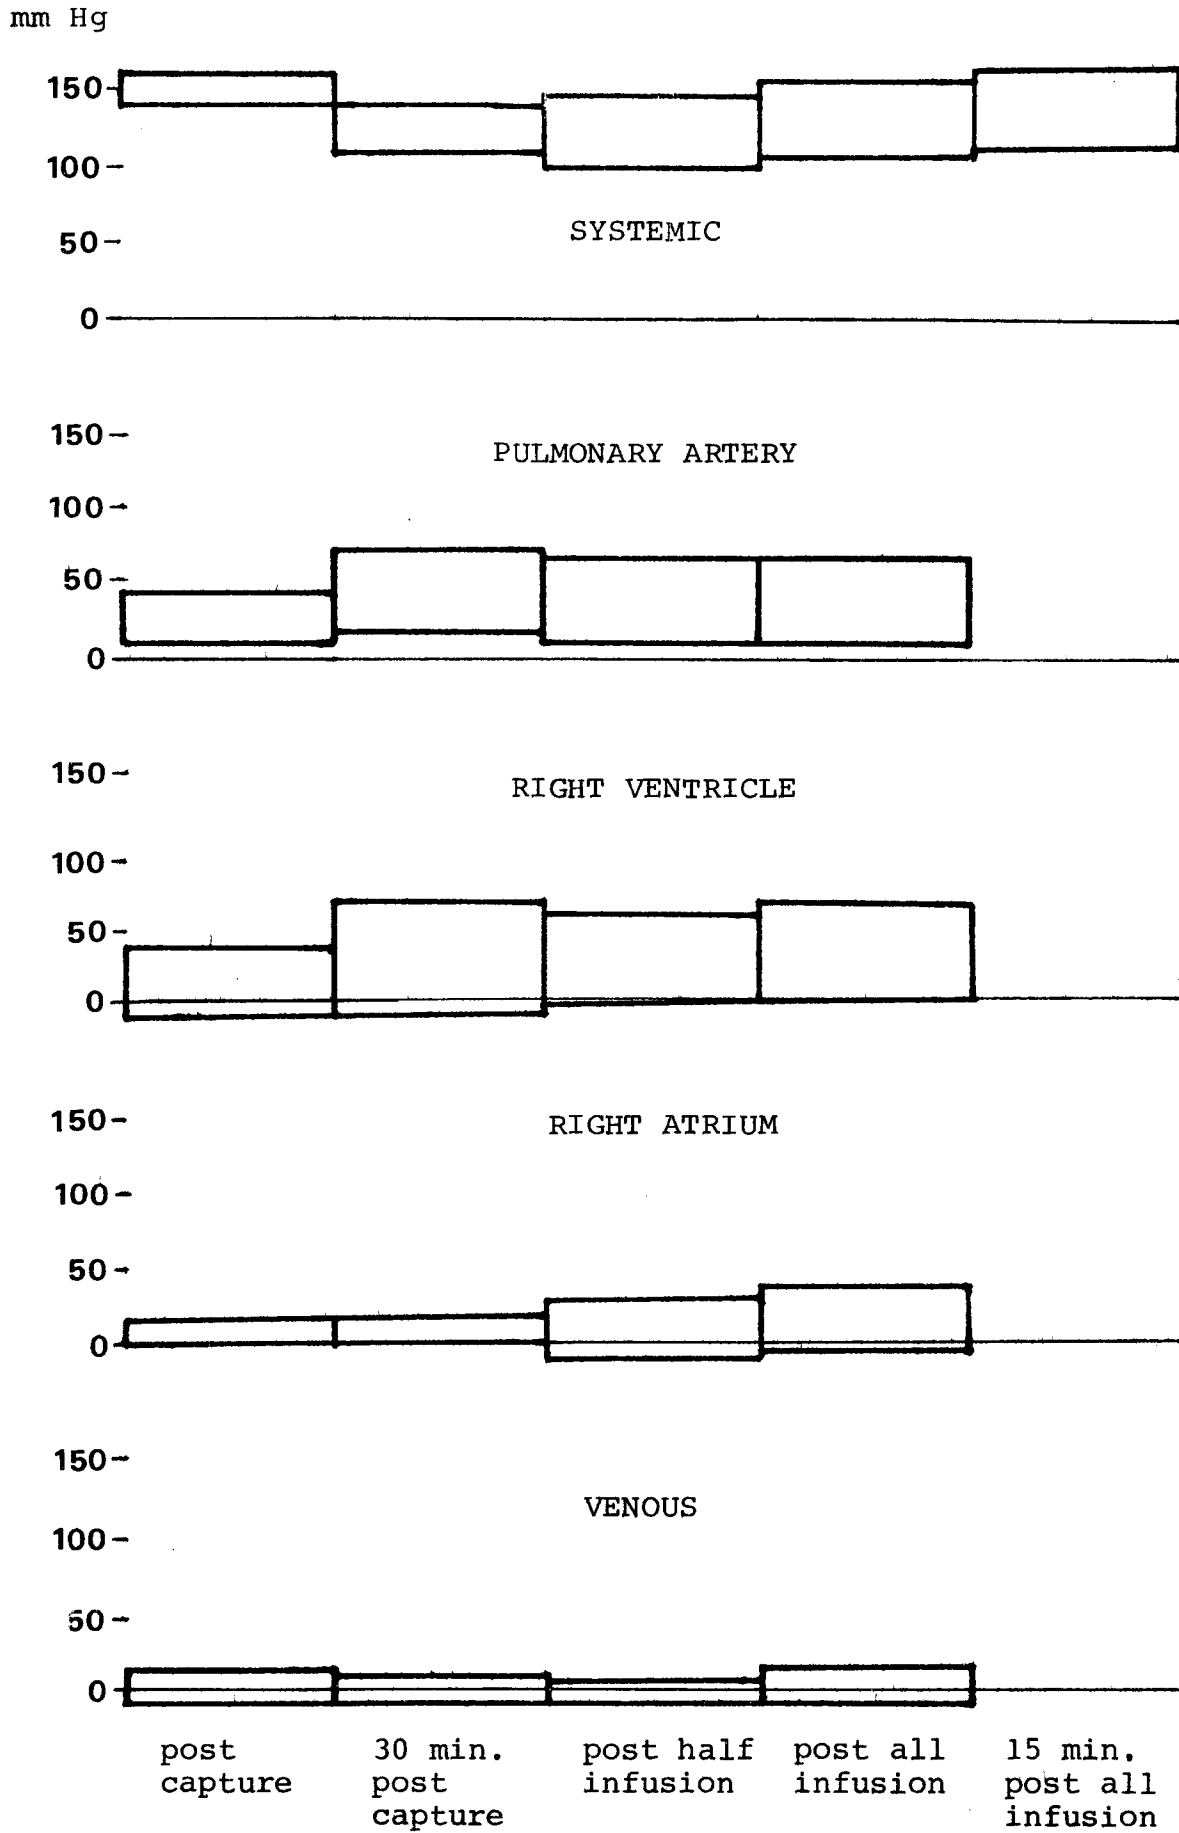 mm Hg
150
100
50
0
SYSTEMIC
150
100
50
0
PULMONARY ARTERY
150
100
50
0
RIGHT VENTRICLE
150
100
50
0
RIGHT ATRIUM
150
100
50
0
VENOUS
post
capture
30 min.
post
capture
post half
infusion
post all
infusion
15 min.
post all
infusion